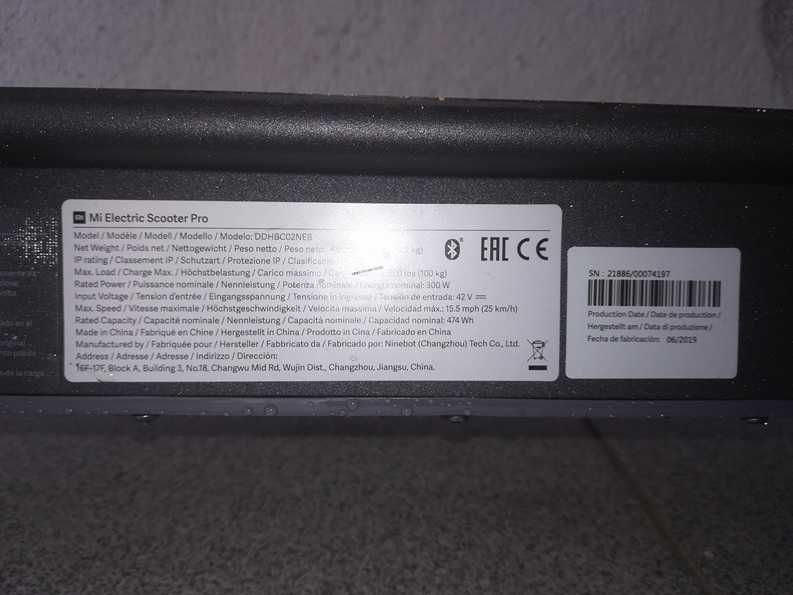 mi Mi Electric Scooter Pro
Model / Modèle / Modell / Modello / Modelo: DDHBC02NEB
Net Weight / Poids net / Nettogewicht / Peso netto / Peso neto: kg)
IP rating / Classement IP / Schutzart / Protezione IP /
Max. Load / Charge Max. / Höchstbelastung / Carico massimo / lbs (100 kg)
Rated Power / Puissance nominale / Nennleistung / Potenza nominale / nominal: 300 W
Input Voltage / Tension d'entrée / Eingangsspannung / Tensione in ingresso / Tensión de entrada: 42 V ⎓
Max. Speed / Vitesse maximale / Höchstgeschwindigkeit / Velocità massima / Velocidad máx.: 15.5 mph (25 km/h)
Rated Capacity / Capacité nominale / Nennleistung / Capacità nominale / Capacidad nominal: 474 Wh
Made in China / Fabriqué en Chine / Hergestellt in China / Prodotto in Cina / Fabricado en China
Manufactured by / Fabriquée pour / Hersteller / Fabbricato da / Fabricado por: Ninebot (Changzhou) Tech Co., Ltd.
Address / Adresse / Adresse / Indirizzo / Dirección:
16F-17F, Block A, Building 3, No.18, Changwu Mid Rd, Wujin Dist., Changzhou, Jiangsu, China.
EAC CE
SN : 21886/00074197
Production Date / Date de production /
Hergestellt am / Data di produzione /
Fecha de fabricación: 06/2019